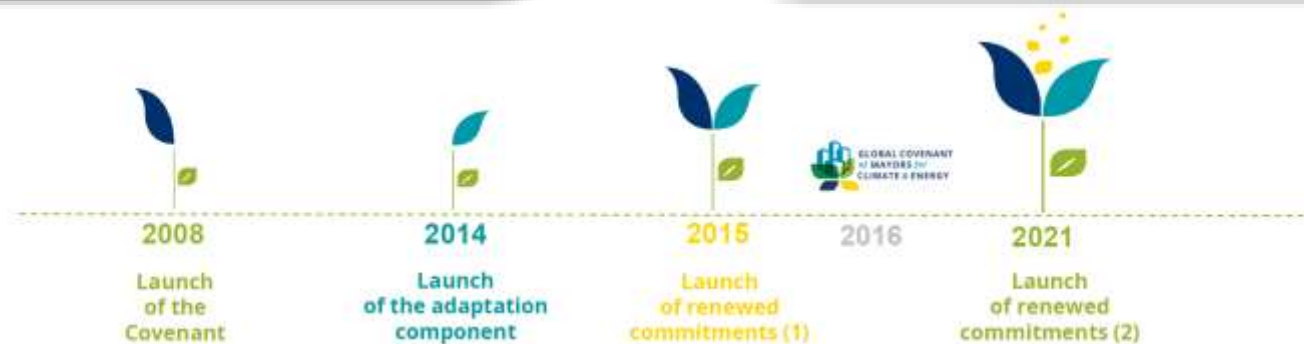 GLOBAL COVENANT
of MAYORS for
CLIMATE & ENERGY
2008
2014
2015
2016
2021
Launch
of the
Covenant
Launch
of the adaptation
component
Launch
of renewed
commitments (1)
Launch
of renewed
commitments (2)